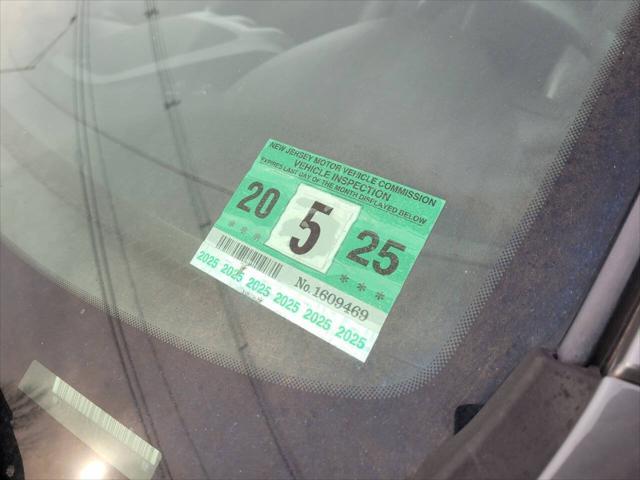 NEW JERSEY MOTOR VEHICLE COMMISSION
VEHICLE INSPECTION
EXPIRES LAST DAY OF THE MONTH DISPLAYED BELOW
20 5 25
* * * * * *
No. 1609469
2025 2025 2025 2025 2025 2025